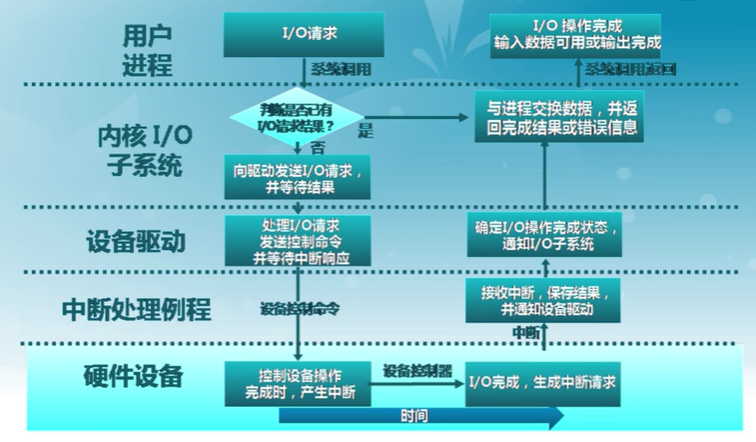 用户
进程
I/O请求
I/O 操作完成
输入数据可用或输出完成
系统调用
系统调用返回
内核 I/O
子系统
判断是否已有
I/O请求结果？
是
否
与进程交换数据，并返
回完成结果或错误信息
向驱动发送I/O请求，
并等待结果
设备驱动
处理I/O请求
发送控制命令
并等待中断响应
确定I/O操作完成状态，
通知I/O子系统
中断处理例程
设备控制命令
接收中断，保存结果，
并通知设备驱动
中断
硬件设备
控制设备操作
完成时，产生中断
设备控制器
I/O完成，生成中断请求
时间